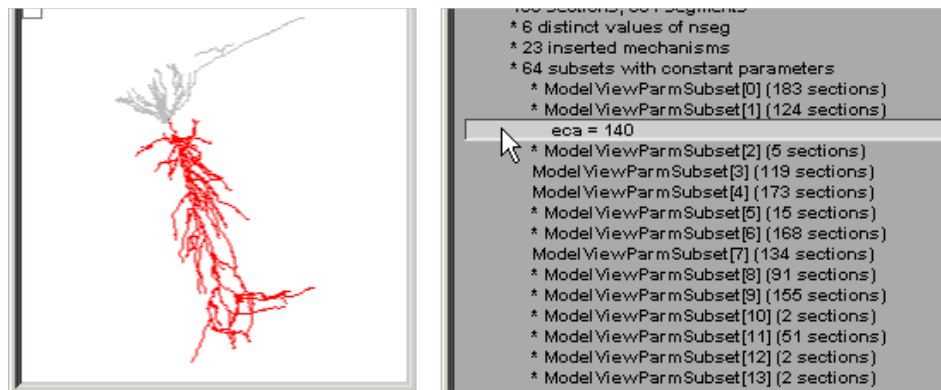 * 6 distinct values of nseg
* 23 inserted mechanisms
* 64 subsets with constant parameters
* ModelViewParmSubset[0] (183 sections)
* ModelViewParmSubset[1] (124 sections)
eca = 140
* ModelViewParmSubset[2] (5 sections)
ModelViewParmSubset[3] (119 sections)
ModelViewParmSubset[4] (173 sections)
* ModelViewParmSubset[5] (15 sections)
* ModelViewParmSubset[6] (168 sections)
ModelViewParmSubset[7] (134 sections)
* ModelViewParmSubset[8] (91 sections)
* ModelViewParmSubset[9] (155 sections)
* ModelViewParmSubset[10] (2 sections)
* ModelViewParmSubset[11] (51 sections)
* ModelViewParmSubset[12] (2 sections)
* ModelViewParmSubset[13] (2 sections)